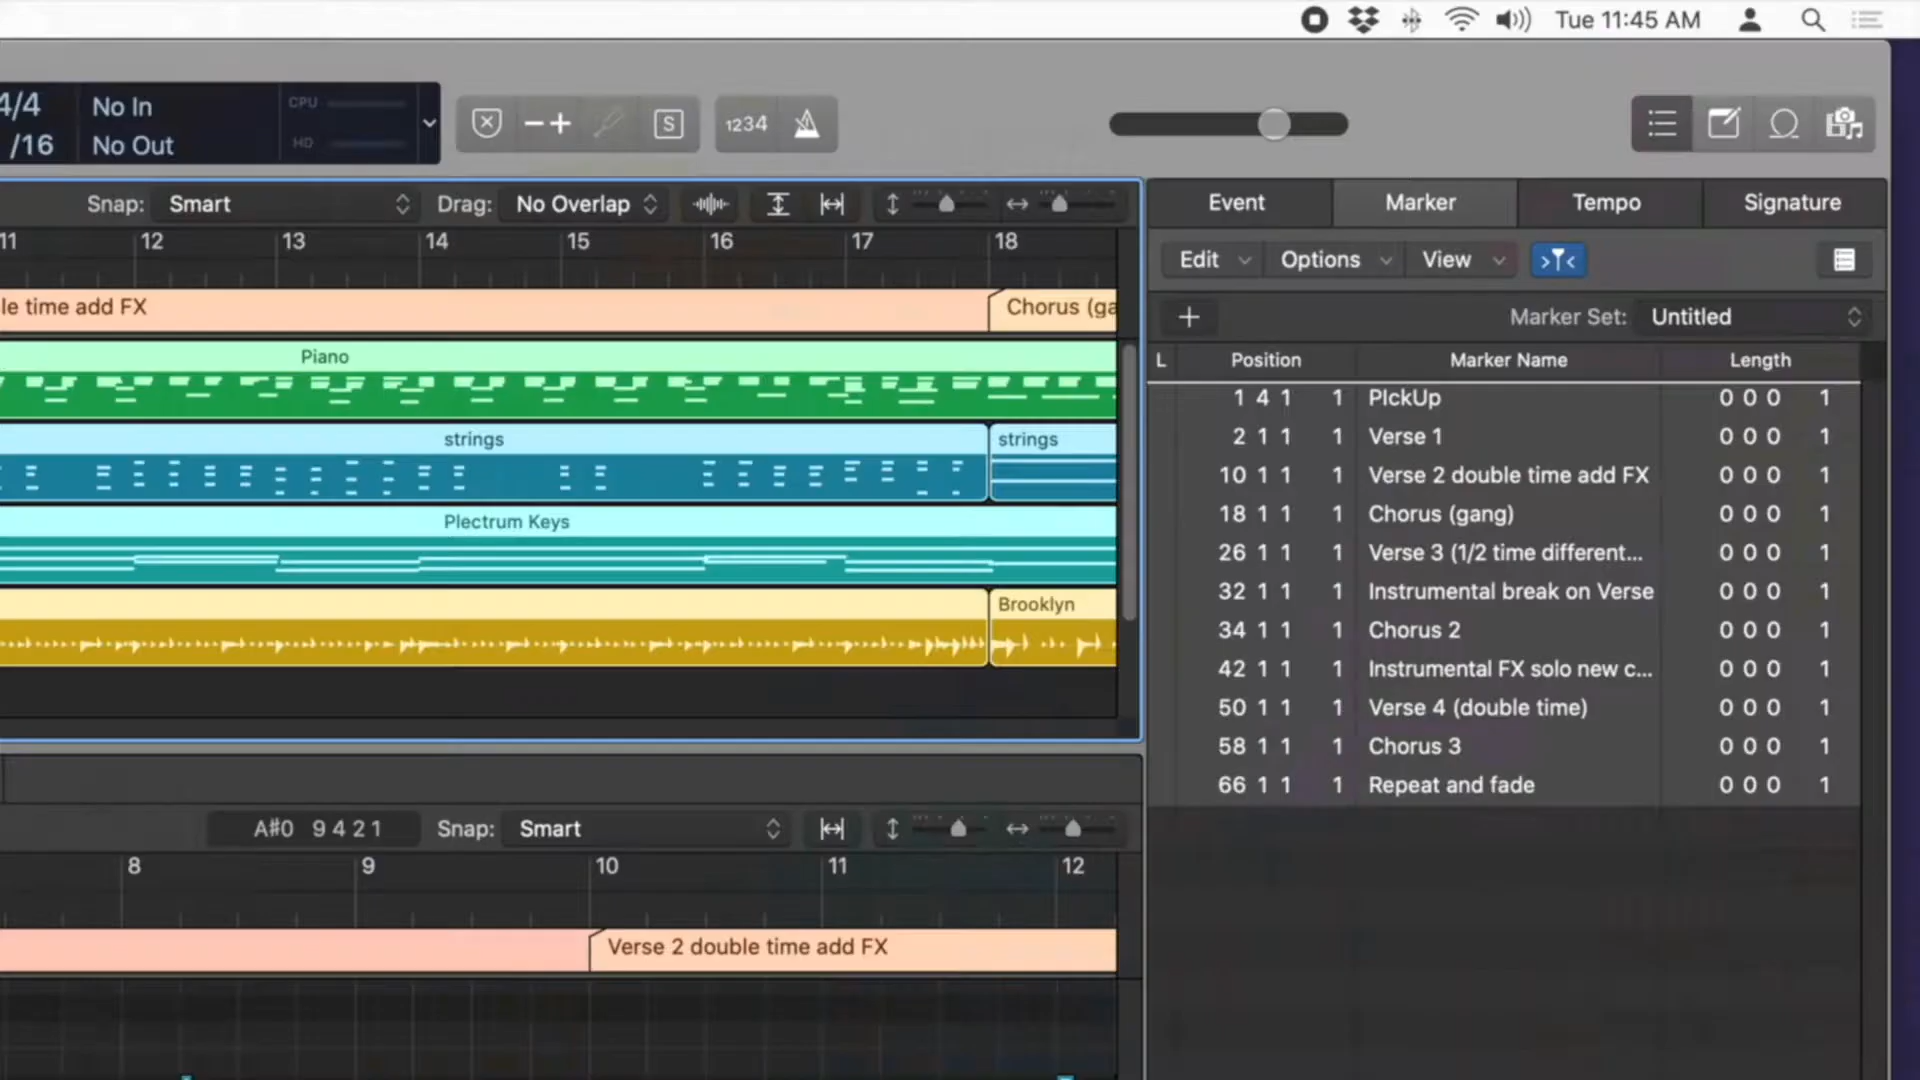 Tue 11:45 AM
4/4
No In
CPU
/16
No Out
HD
S
1234
Snap: Smart
Drag: No Overlap
11 12 13 14 15 16 17 18
le time add FX
Chorus (ga
Piano
strings
strings
Plectrum Keys
Brooklyn
A#0 9 4 2 1
Snap: Smart
8 9 10 11 12
Verse 2 double time add FX
Event Marker Tempo Signature
Edit Options View
Marker Set: Untitled
L Position Marker Name Length
1 4 1 1 PIckUp 0 0 0 1
2 1 1 1 Verse 1 0 0 0 1
10 1 1 1 Verse 2 double time add FX 0 0 0 1
18 1 1 1 Chorus (gang) 0 0 0 1
26 1 1 1 Verse 3 (1/2 time different... 0 0 0 1
32 1 1 1 Instrumental break on Verse 0 0 0 1
34 1 1 1 Chorus 2 0 0 0 1
42 1 1 1 Instrumental FX solo new c... 0 0 0 1
50 1 1 1 Verse 4 (double time) 0 0 0 1
58 1 1 1 Chorus 3 0 0 0 1
66 1 1 1 Repeat and fade 0 0 0 1